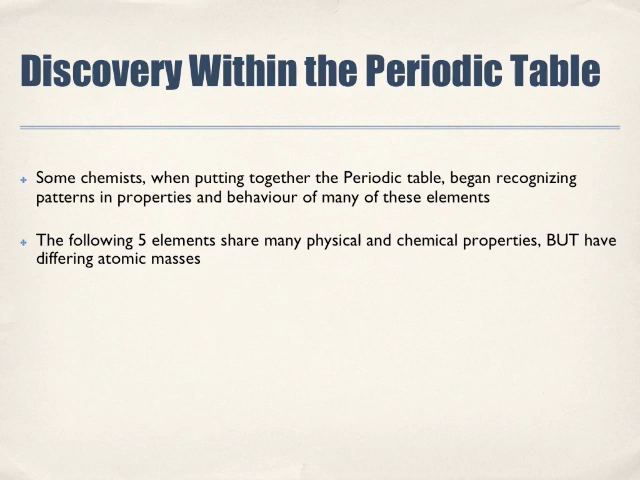 Discovery Within the Periodic Table
Some chemists, when putting together the Periodic table, began recognizing
patterns in properties and behaviour of many of these elements
The following 5 elements share many physical and chemical properties, BUT have
differing atomic masses